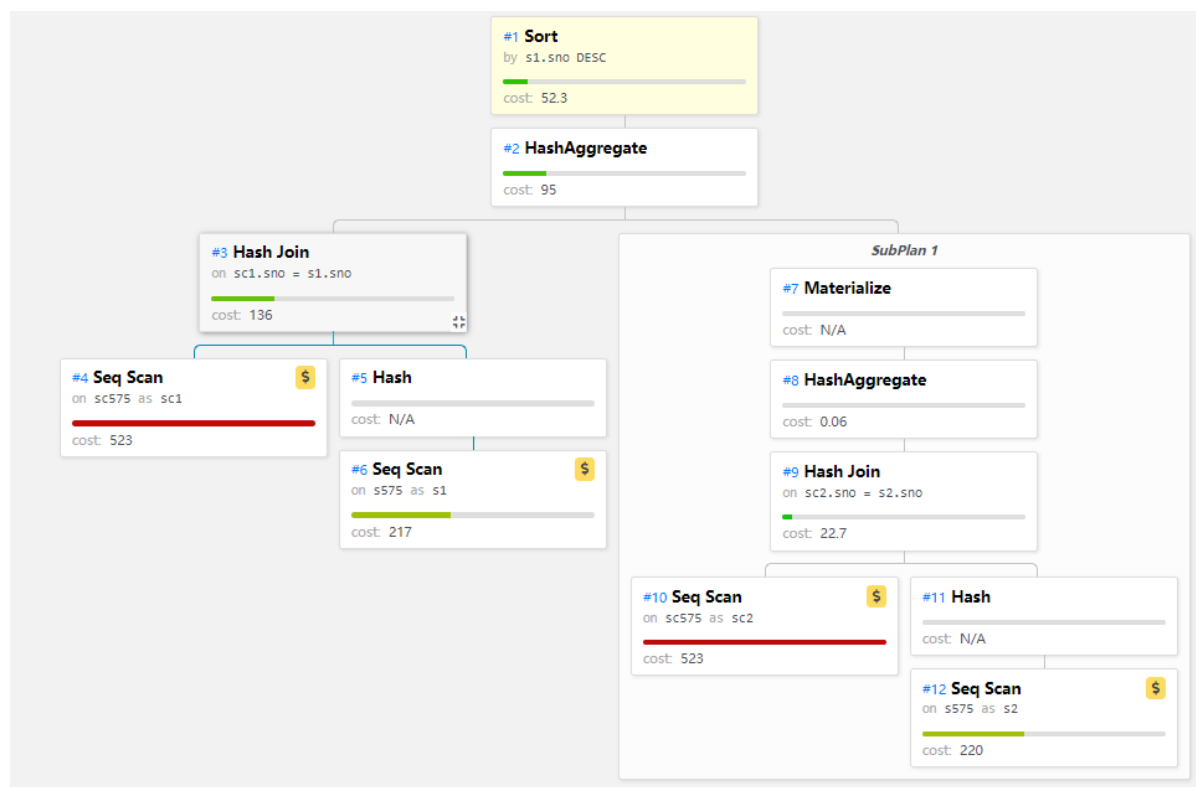 #1 Sort
by s1.sno DESC
cost: 52.3
#2 HashAggregate
cost: 95
#3 Hash Join
on sc1.sno = s1.sno
cost: 136
#4 Seq Scan
$
on sc575 as sc1
cost: 523
#5 Hash
cost: N/A
#6 Seq Scan
$
on s575 as s1
cost: 217
SubPlan 1
#7 Materialize
cost: N/A
#8 HashAggregate
cost: 0.06
#9 Hash Join
on sc2.sno = s2.sno
cost: 22.7
#10 Seq Scan
$
on sc575 as sc2
cost: 523
#11 Hash
cost: N/A
#12 Seq Scan
$
on s575 as s2
cost: 220